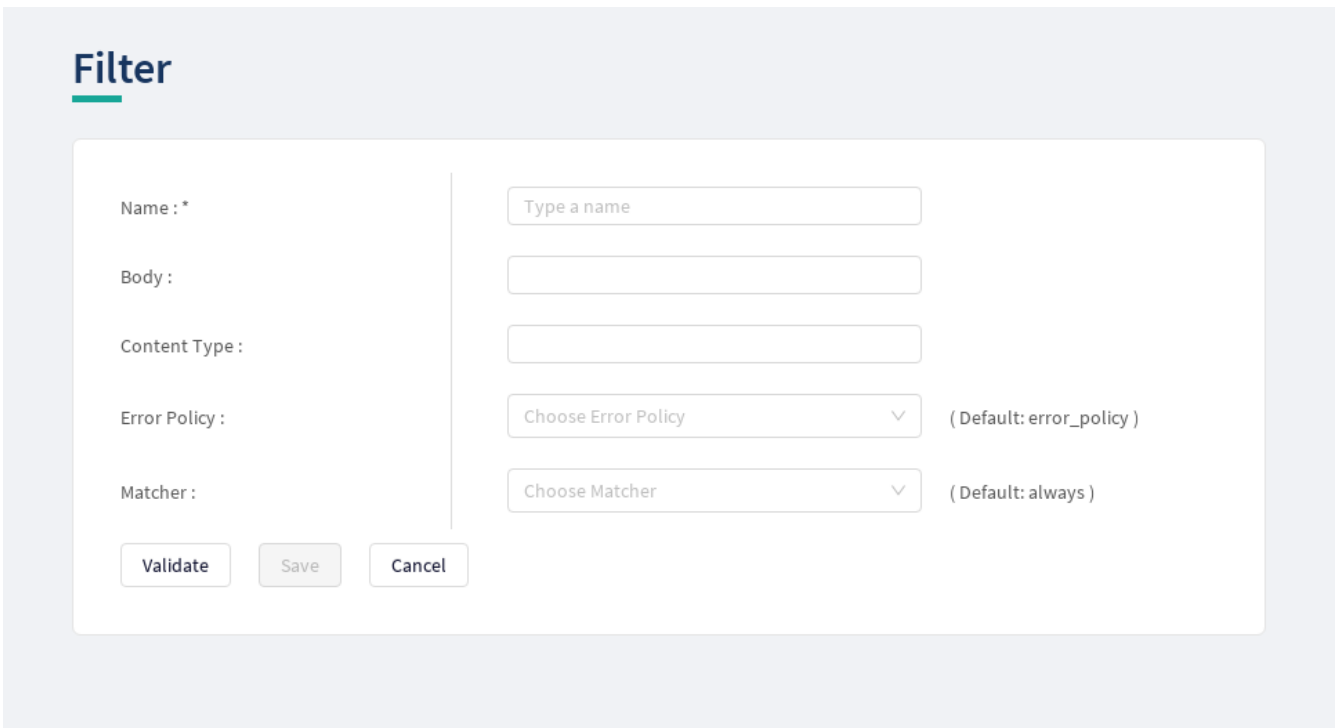 Filter
Name : * Type a name
Body :
Content Type :
Error Policy : Choose Error Policy ( Default: error_policy )
Matcher : Choose Matcher ( Default: always )
Validate Save Cancel